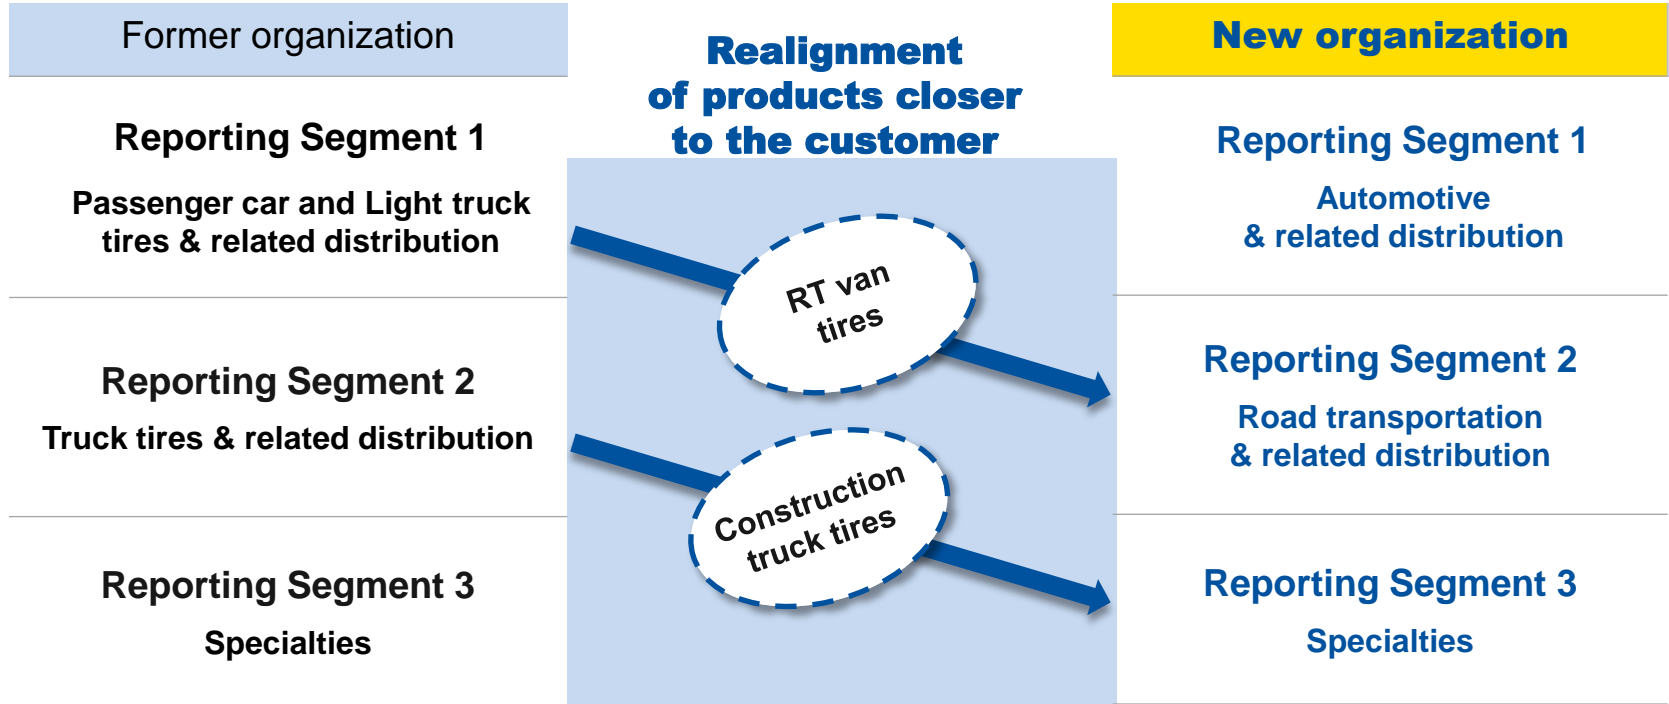 Former organization
Reporting Segment 1
Passenger car and Light truck
tires & related distribution
Reporting Segment 2
Truck tires & related distribution
Reporting Segment 3
Specialties
Realignment
of products closer
to the customer
RT van
tires
Construction
truck tires
New organization
Reporting Segment 1
Automotive
& related distribution
Reporting Segment 2
Road transportation
& related distribution
Reporting Segment 3
Specialties